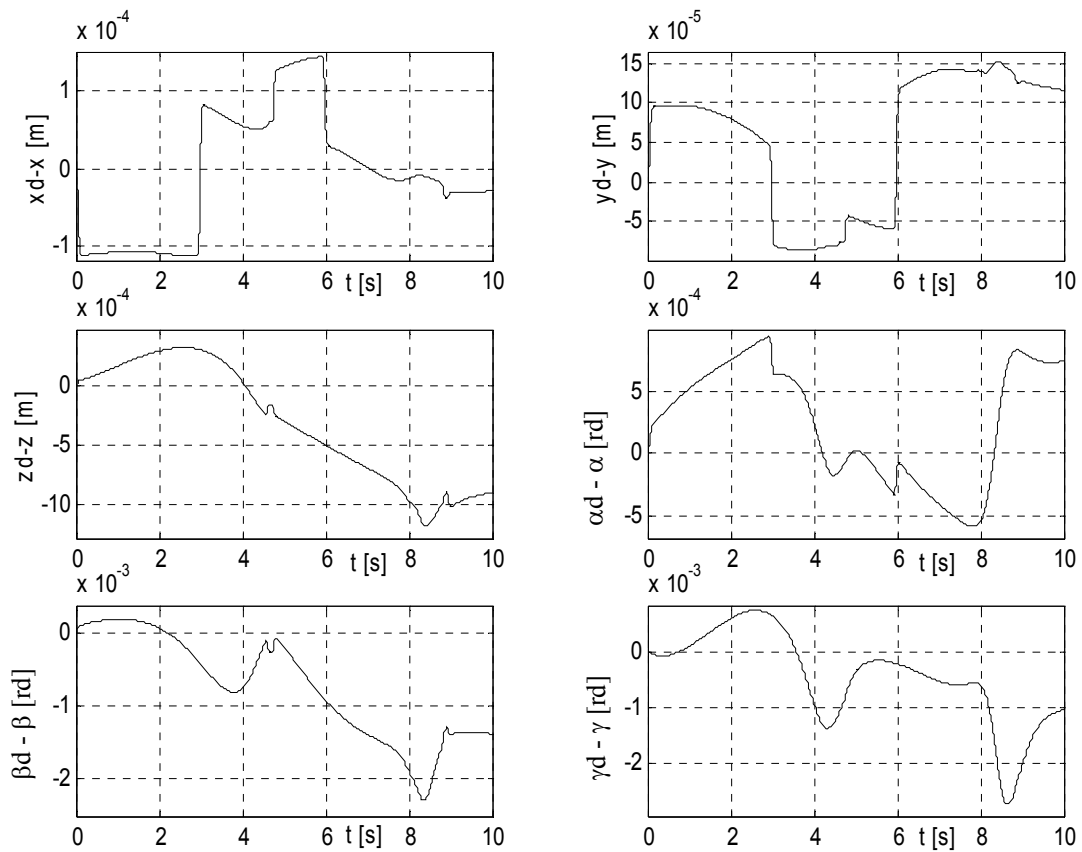 x 10^-4
1
0
-1
xd-x [m]
0 2 4 6 8 10
t [s]
x 10^-5
15
10
5
0
-5
yd-y [m]
0 2 4 6 8 10
t [s]
x 10^-4
0
-5
-10
zd-z [m]
0 2 4 6 8 10
t [s]
x 10^-4
5
0
-5
αd - α [rd]
0 2 4 6 8 10
t [s]
x 10^-3
0
-1
-2
βd - β [rd]
0 2 4 6 8 10
t [s]
x 10^-3
0
-1
-2
γd - γ [rd]
0 2 4 6 8 10
t [s]